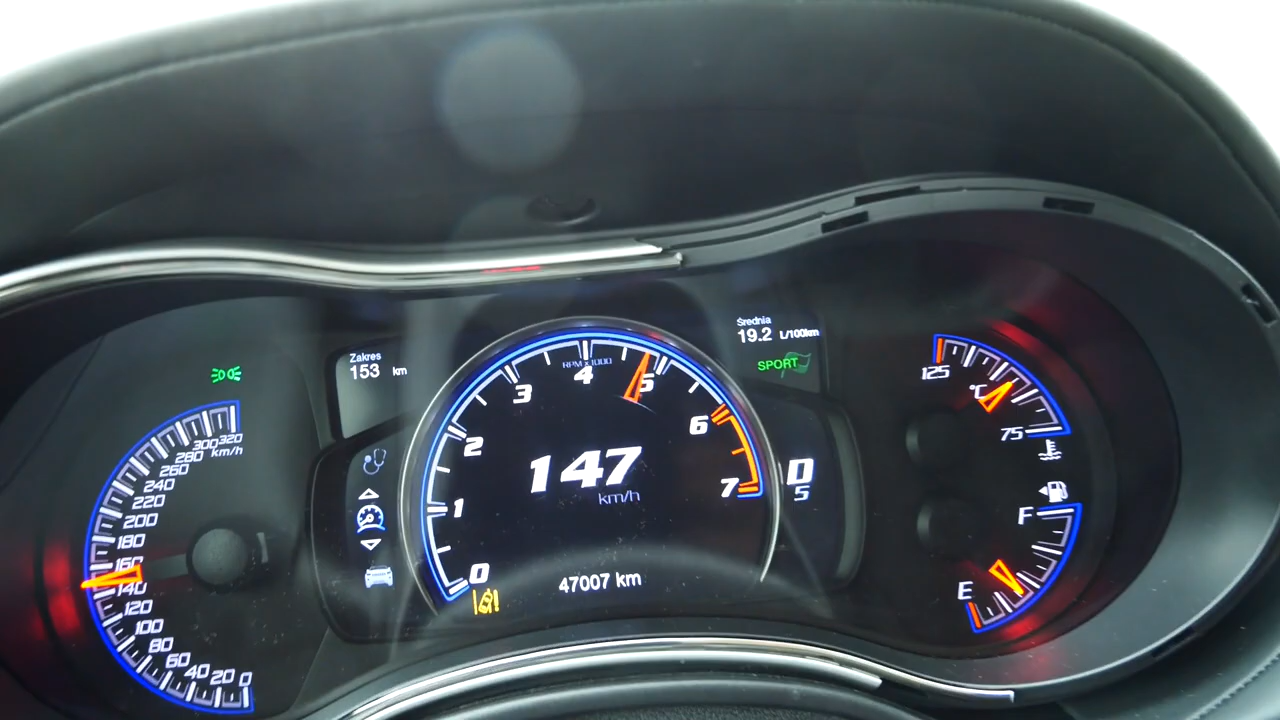 Zakres
153 km
Średnia
19.2 L/100km
SPORT
RPM x1000
0
1
2
3
4
5
6
7
147
km/h
47007 km
D
5
320
300
km/h
280
260
240
220
200
180
160
140
120
100
80
60
40
20
0
125
°C
75
F
E